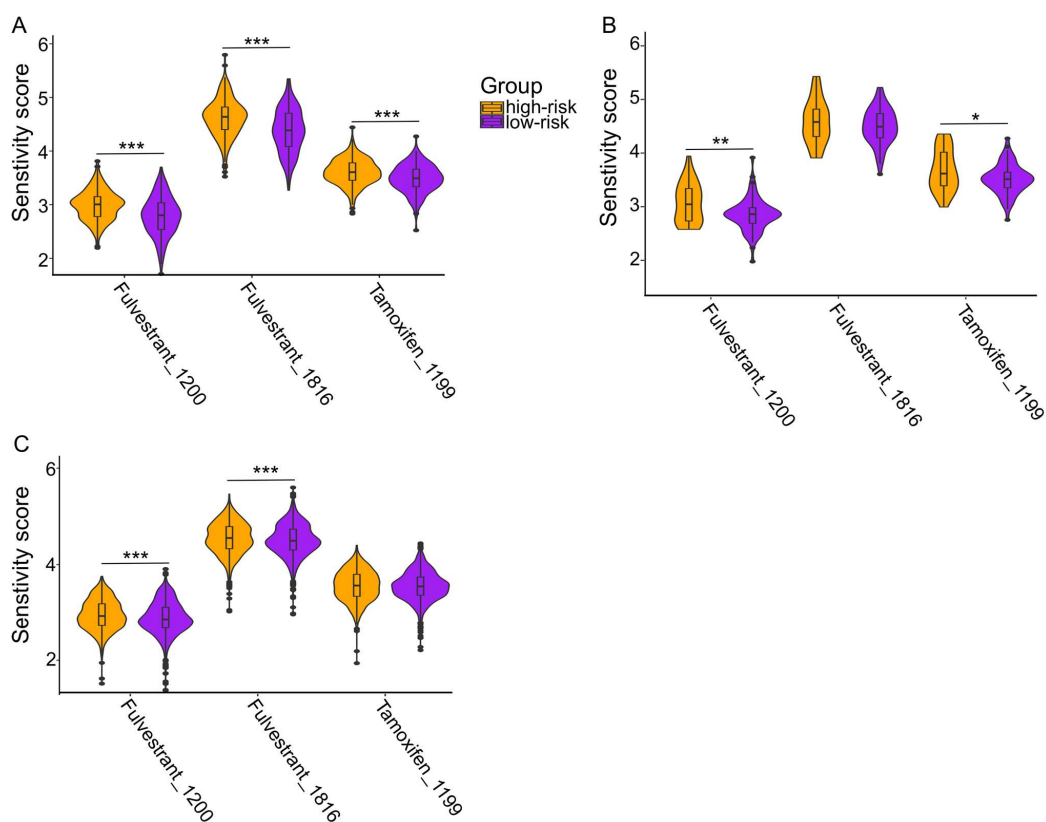 A
Senstivity score
6
5
4
3
2
***
***
***
Fulvestrant_1200
Fulvestrant_1816
Tamoxifen_1199
Group
high-risk
low-risk
B
Senstivity score
6
5
4
3
2
**
*
Fulvestrant_1200
Fulvestrant_1816
Tamoxifen_1199
C
Senstivity score
6
4
2
***
***
Fulvestrant_1200
Fulvestrant_1816
Tamoxifen_1199